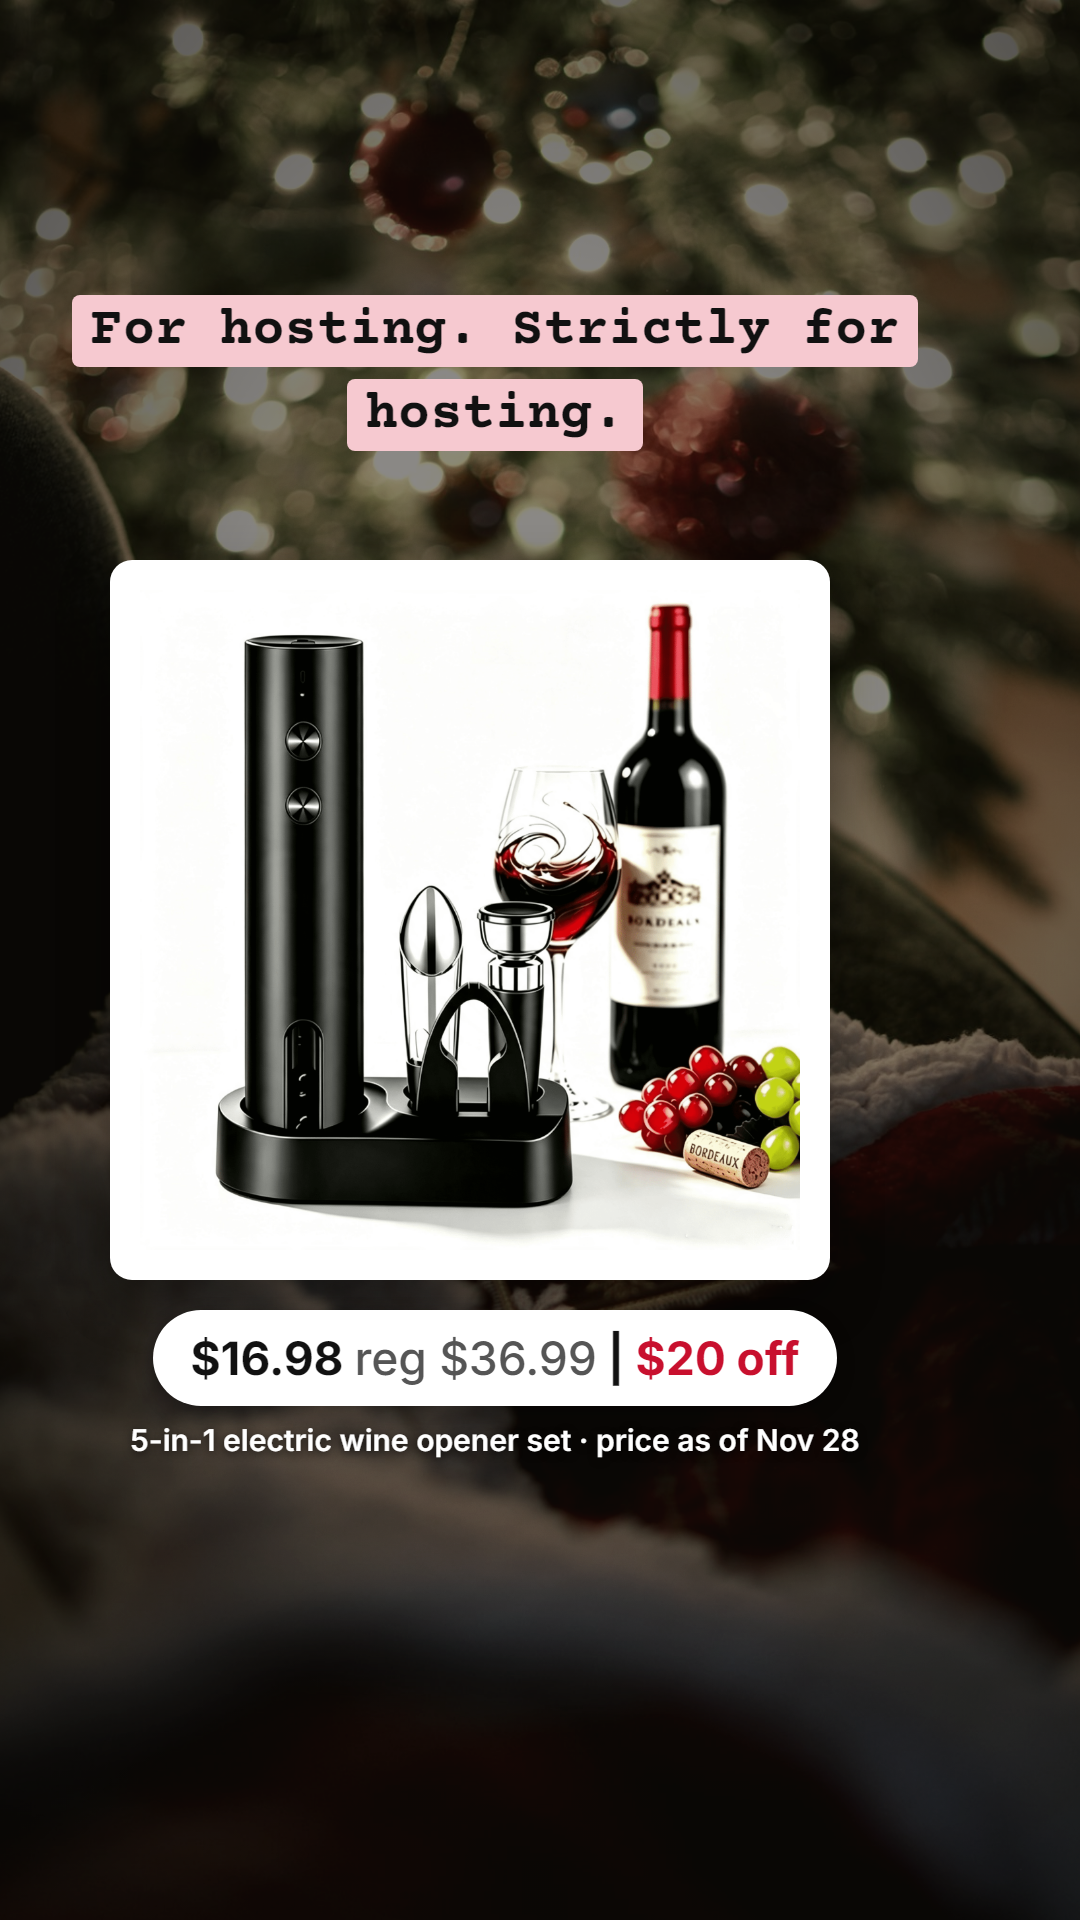 For hosting. Strictly for
hosting.
BORDEAUX
$16.98 reg $36.99 | $20 off
5-in-1 electric wine opener set · price as of Nov 28